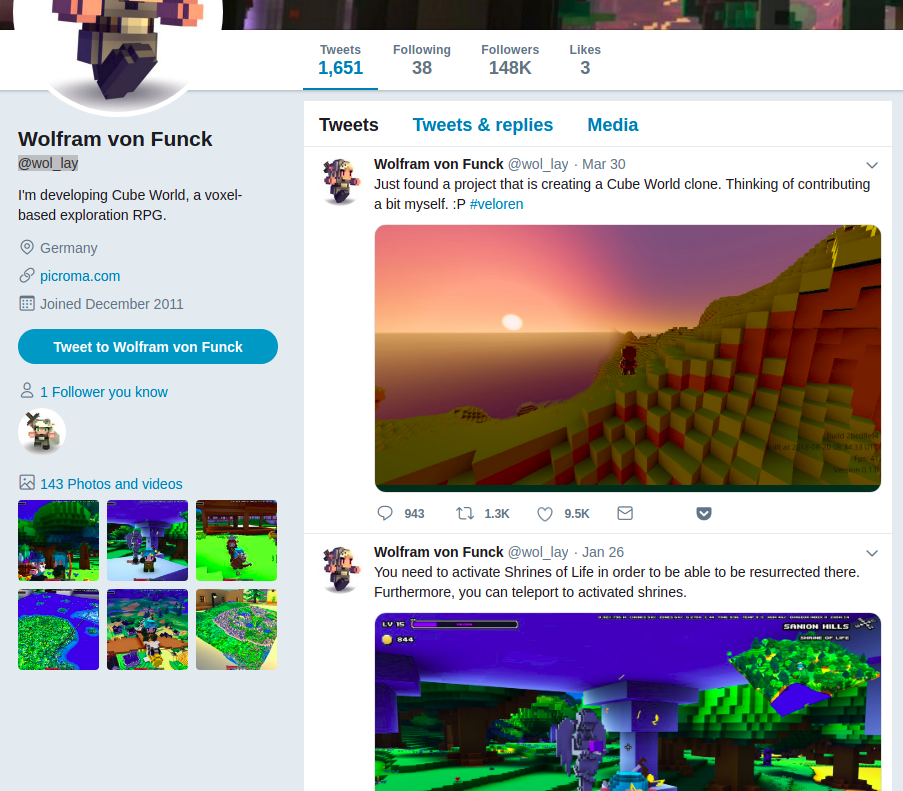 Tweets
1,651
Following
38
Followers
148K
Likes
3
Wolfram von Funck
@wol_lay
I'm developing Cube World, a voxel-
based exploration RPG.
Germany
picroma.com
Joined December 2011
Tweet to Wolfram von Funck
1 Follower you know
143 Photos and videos
Tweets
Tweets & replies
Media
Wolfram von Funck @wol_lay · Mar 30
Just found a project that is creating a Cube World clone. Thinking of contributing
a bit myself. :P #veloren
943
1.3K
9.5K
Wolfram von Funck @wol_lay · Jan 26
You need to activate Shrines of Life in order to be able to be resurrected there.
Furthermore, you can teleport to activated shrines.
LV 15
844
SANION HILLS
SHRINE OF LIFE